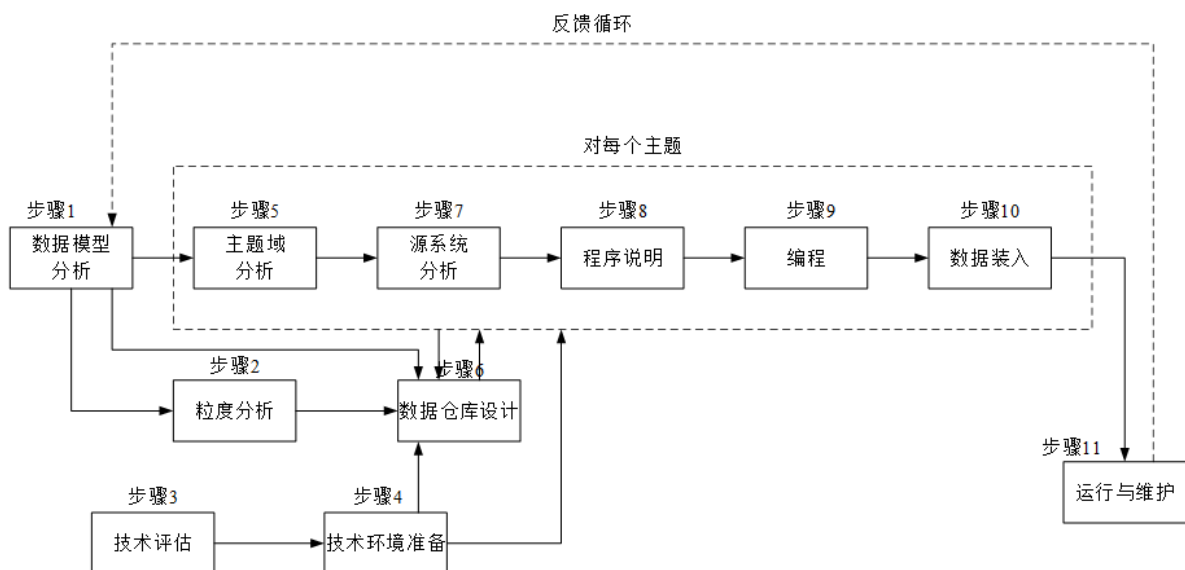 反馈循环
对每个主题
步骤1
数据模型
分析
步骤5
主题域
分析
步骤7
源系统
分析
步骤8
程序说明
步骤9
编程
步骤10
数据装入
步骤2
粒度分析
步骤6
数据仓库设计
步骤11
运行与维护
步骤3
技术评估
步骤4
技术环境准备